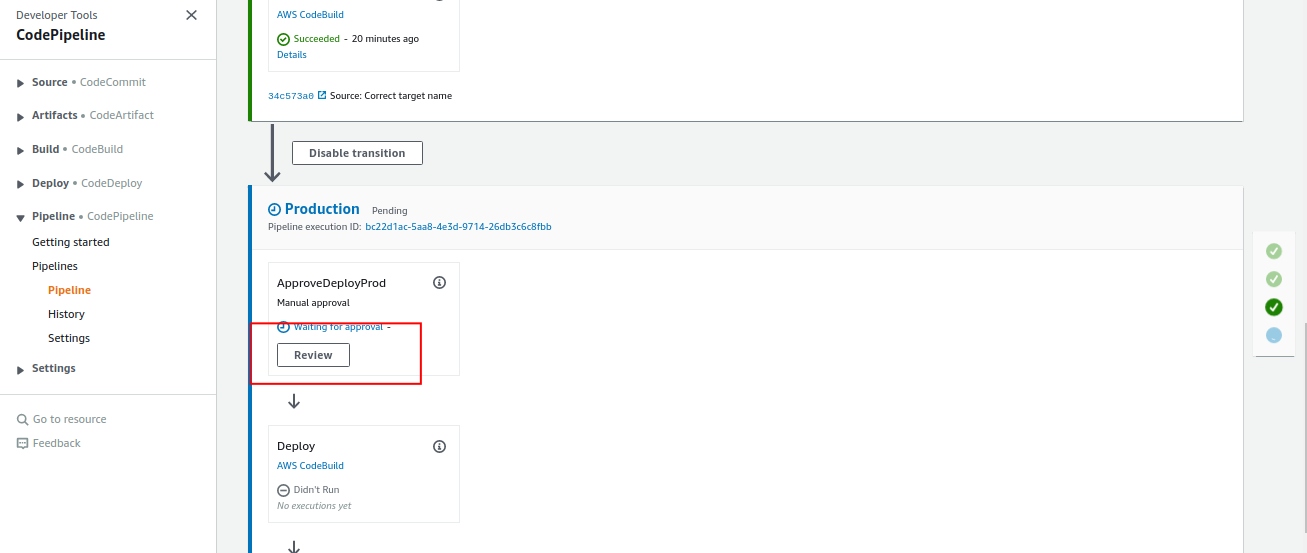 Developer Tools
CodePipeline
Source • CodeCommit
Artifacts • CodeArtifact
Build • CodeBuild
Deploy • CodeDeploy
Pipeline • CodePipeline
Getting started
Pipelines
Pipeline
History
Settings
Settings
Go to resource
Feedback
AWS CodeBuild
Succeeded - 20 minutes ago
Details
34c573a0 Source: Correct target name
Disable transition
Production Pending
Pipeline execution ID: bc22d1ac-5aa8-4e3d-9714-26db3c6c8fbb
ApproveDeployProd
Manual approval
Waiting for approval -
Review
Deploy
AWS CodeBuild
Didn't Run
No executions yet